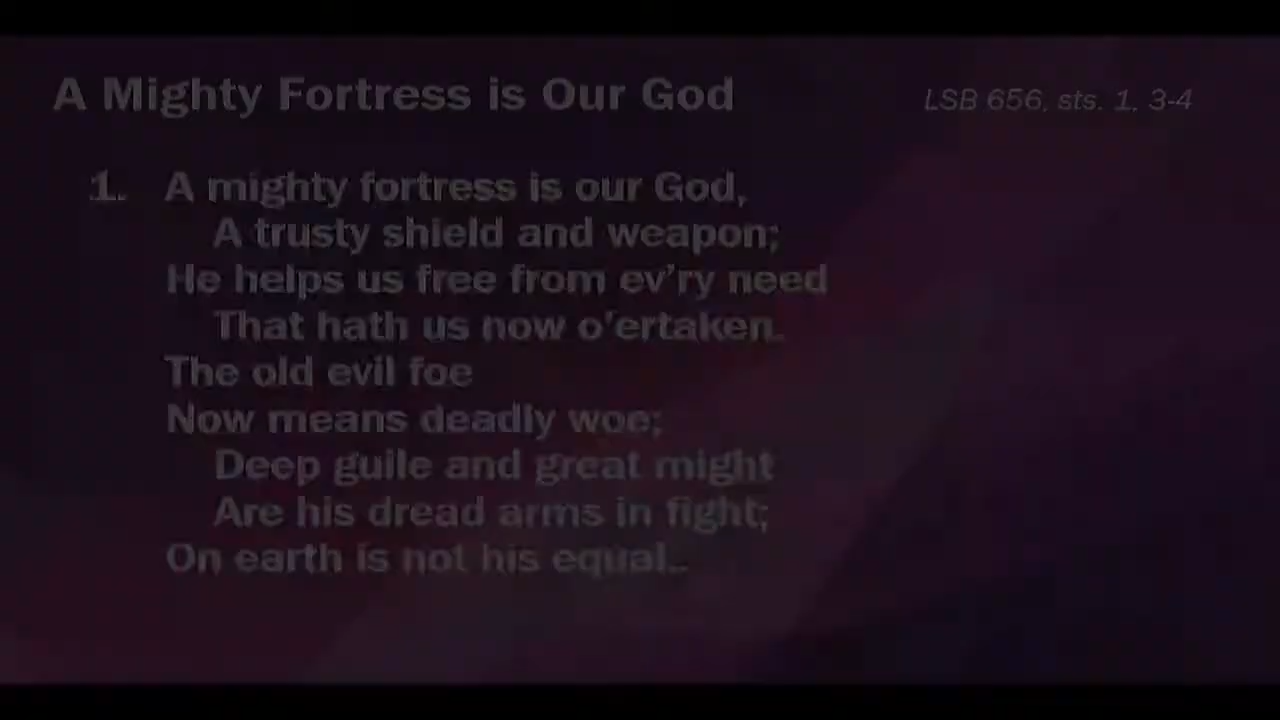 A Mighty Fortress is Our God LSB 656, sts. 1, 3-4
1. A mighty fortress is our God,
A trusty shield and weapon;
He helps us free from ev’ry need
That hath us now o’ertaken.
The old evil foe
Now means deadly woe;
Deep guile and great might
Are his dread arms in fight;
On earth is not his equal..